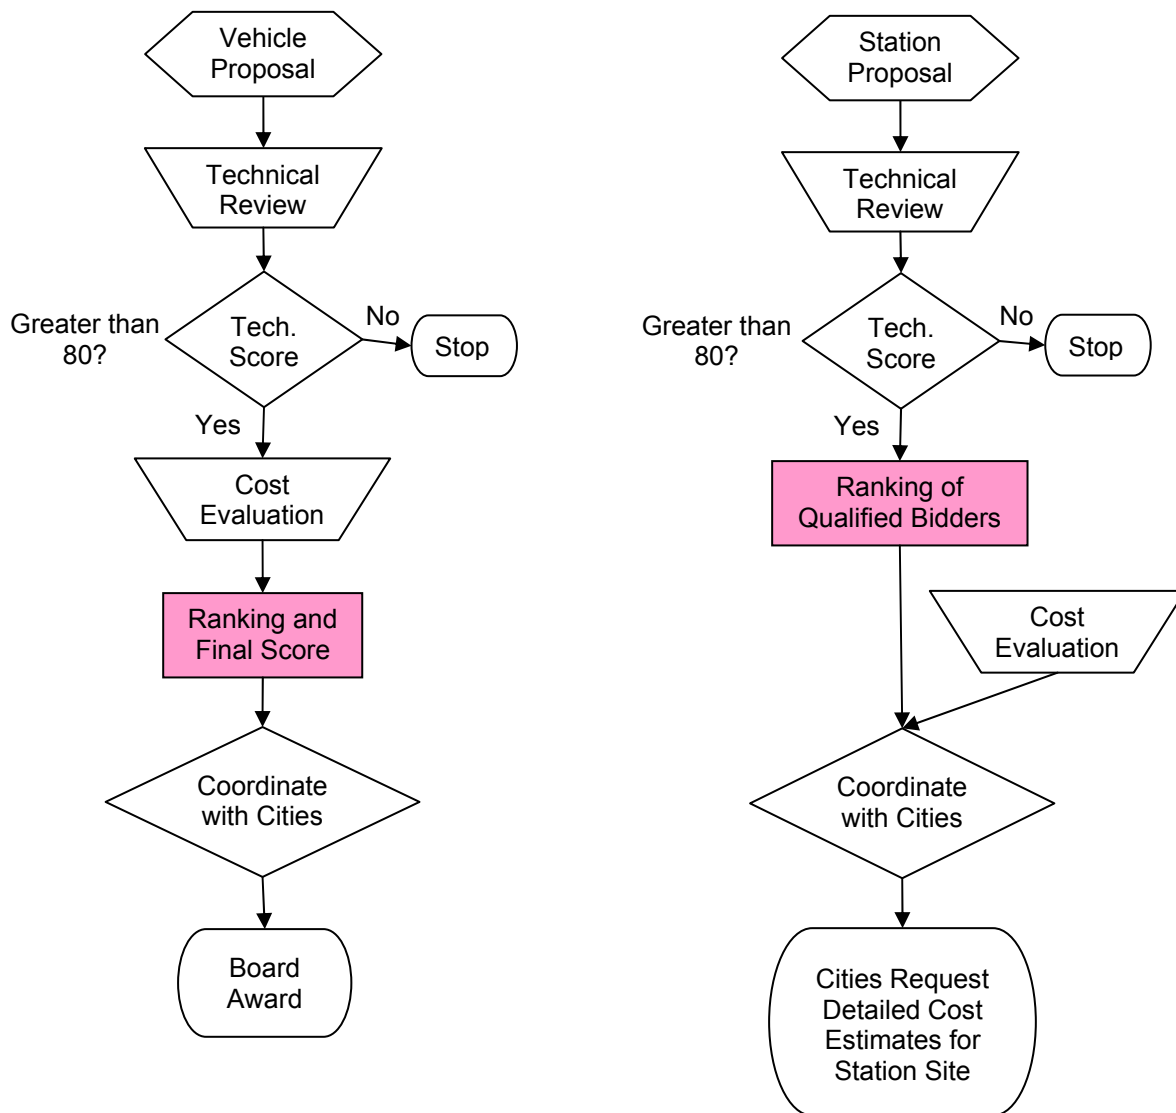 Vehicle
Proposal
Technical
Review
Greater than
80?
Tech.
Score
No
Stop
Yes
Cost
Evaluation
Ranking and
Final Score
Coordinate
with Cities
Board
Award
Station
Proposal
Technical
Review
Greater than
80?
Tech.
Score
No
Stop
Yes
Ranking of
Qualified Bidders
Cost
Evaluation
Coordinate
with Cities
Cities Request
Detailed Cost
Estimates for
Station Site